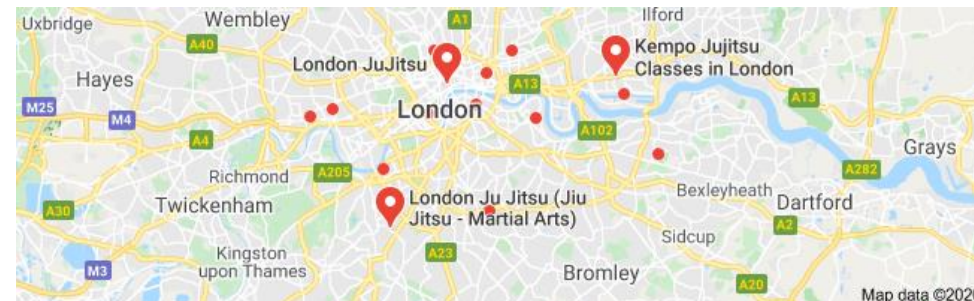 Uxbridge
Wembley
A1
Ilford
A40
London JuJitsu
Kempo Jujitsu
Classes in London
Hayes
A13
A13
M25
M4
London
A4
A102
Grays
Richmond
A205
A282
Bexleyheath
Dartford
London Ju Jitsu (Jiu
Jitsu - Martial Arts)
Twickenham
A30
A2
Sidcup
Kingston
upon Thames
A23
M3
Bromley
A20
Map data ©202